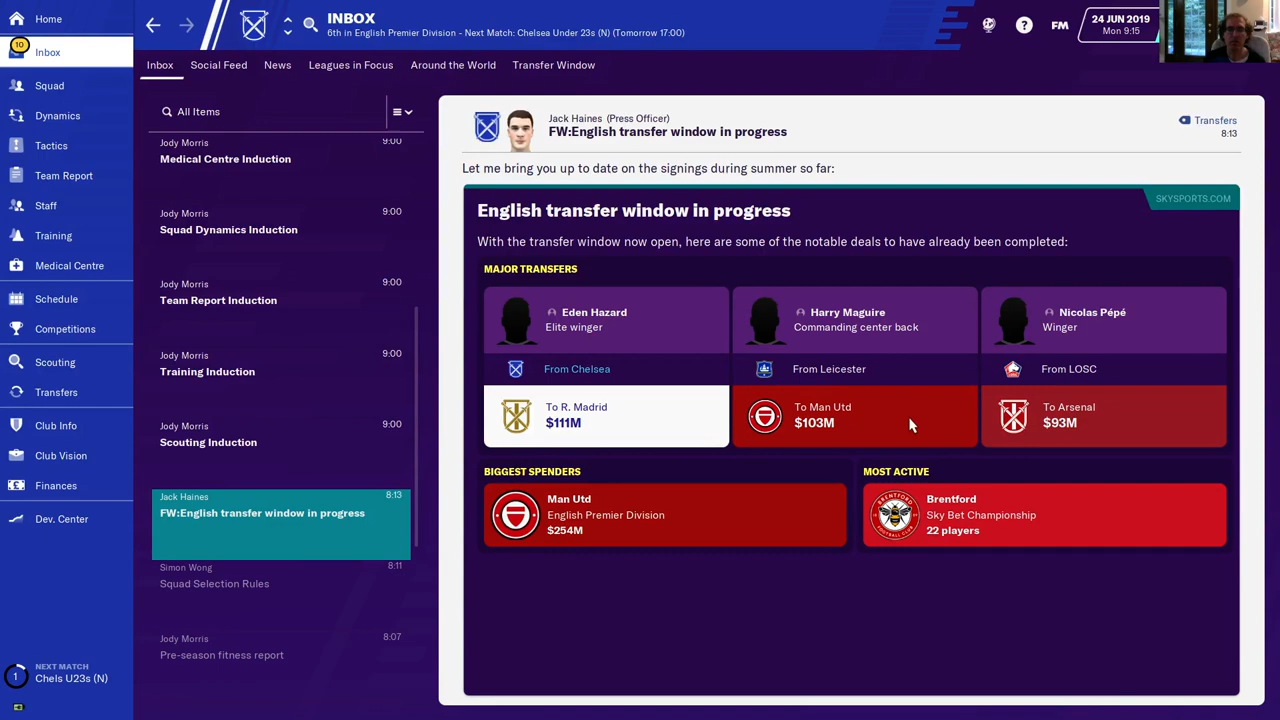 Home
10
Inbox
Squad
Dynamics
Tactics
Team Report
Staff
Training
Medical Centre
Schedule
Competitions
Scouting
Transfers
Club Info
Club Vision
Finances
Dev. Center
1
NEXT MATCH
Chels U23s (N)
INBOX
6th in English Premier Division - Next Match: Chelsea Under 23s (N) (Tomorrow 17:00)
?
FM
24 JUN 2019
Mon 9:15
Inbox
Social Feed
News
Leagues in Focus
Around the World
Transfer Window
All Items
Jody Morris 9:00
Medical Centre Induction
Jody Morris 9:00
Squad Dynamics Induction
Jody Morris 9:00
Team Report Induction
Jody Morris 9:00
Training Induction
Jody Morris 9:00
Scouting Induction
Jack Haines 8:13
FW:English transfer window in progress
Simon Wong 8:11
Squad Selection Rules
Jody Morris 8:07
Pre-season fitness report
Jack Haines (Press Officer)
FW:English transfer window in progress
Transfers
8:13
Let me bring you up to date on the signings during summer so far:
SKYSPORTS.COM
English transfer window in progress
With the transfer window now open, here are some of the notable deals to have already been completed:
MAJOR TRANSFERS
Eden Hazard
Elite winger
From Chelsea
To R. Madrid
$111M
Harry Maguire
Commanding center back
From Leicester
To Man Utd
$103M
Nicolas Pépé
Winger
From LOSC
To Arsenal
$93M
BIGGEST SPENDERS
Man Utd
English Premier Division
$254M
MOST ACTIVE
BRENTFORD
Brentford
Sky Bet Championship
22 players